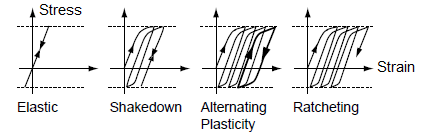 Stress
Strain
Elastic
Shakedown
Alternating
Plasticity
Ratcheting